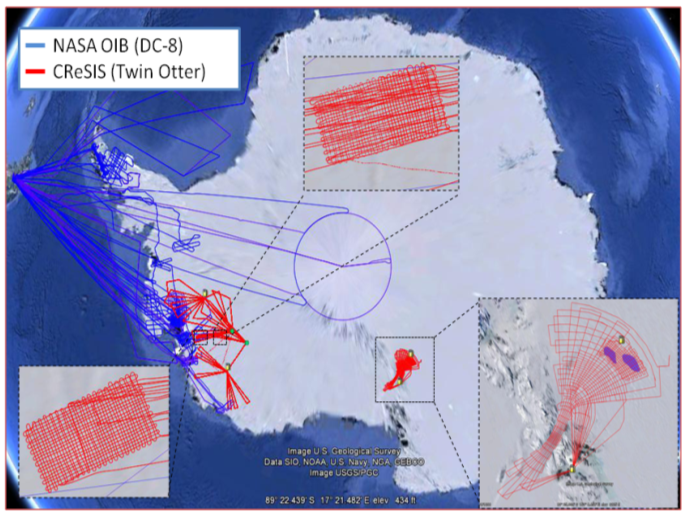 NASA OIB (DC-8)
CReSIS (Twin Otter)
Image U.S. Geological Survey
Data SIO, NOAA, U.S. Navy, NGA, GEBCO
Image USGS/PGC
89° 22.439' S 17° 21.482' E elev 434 ft